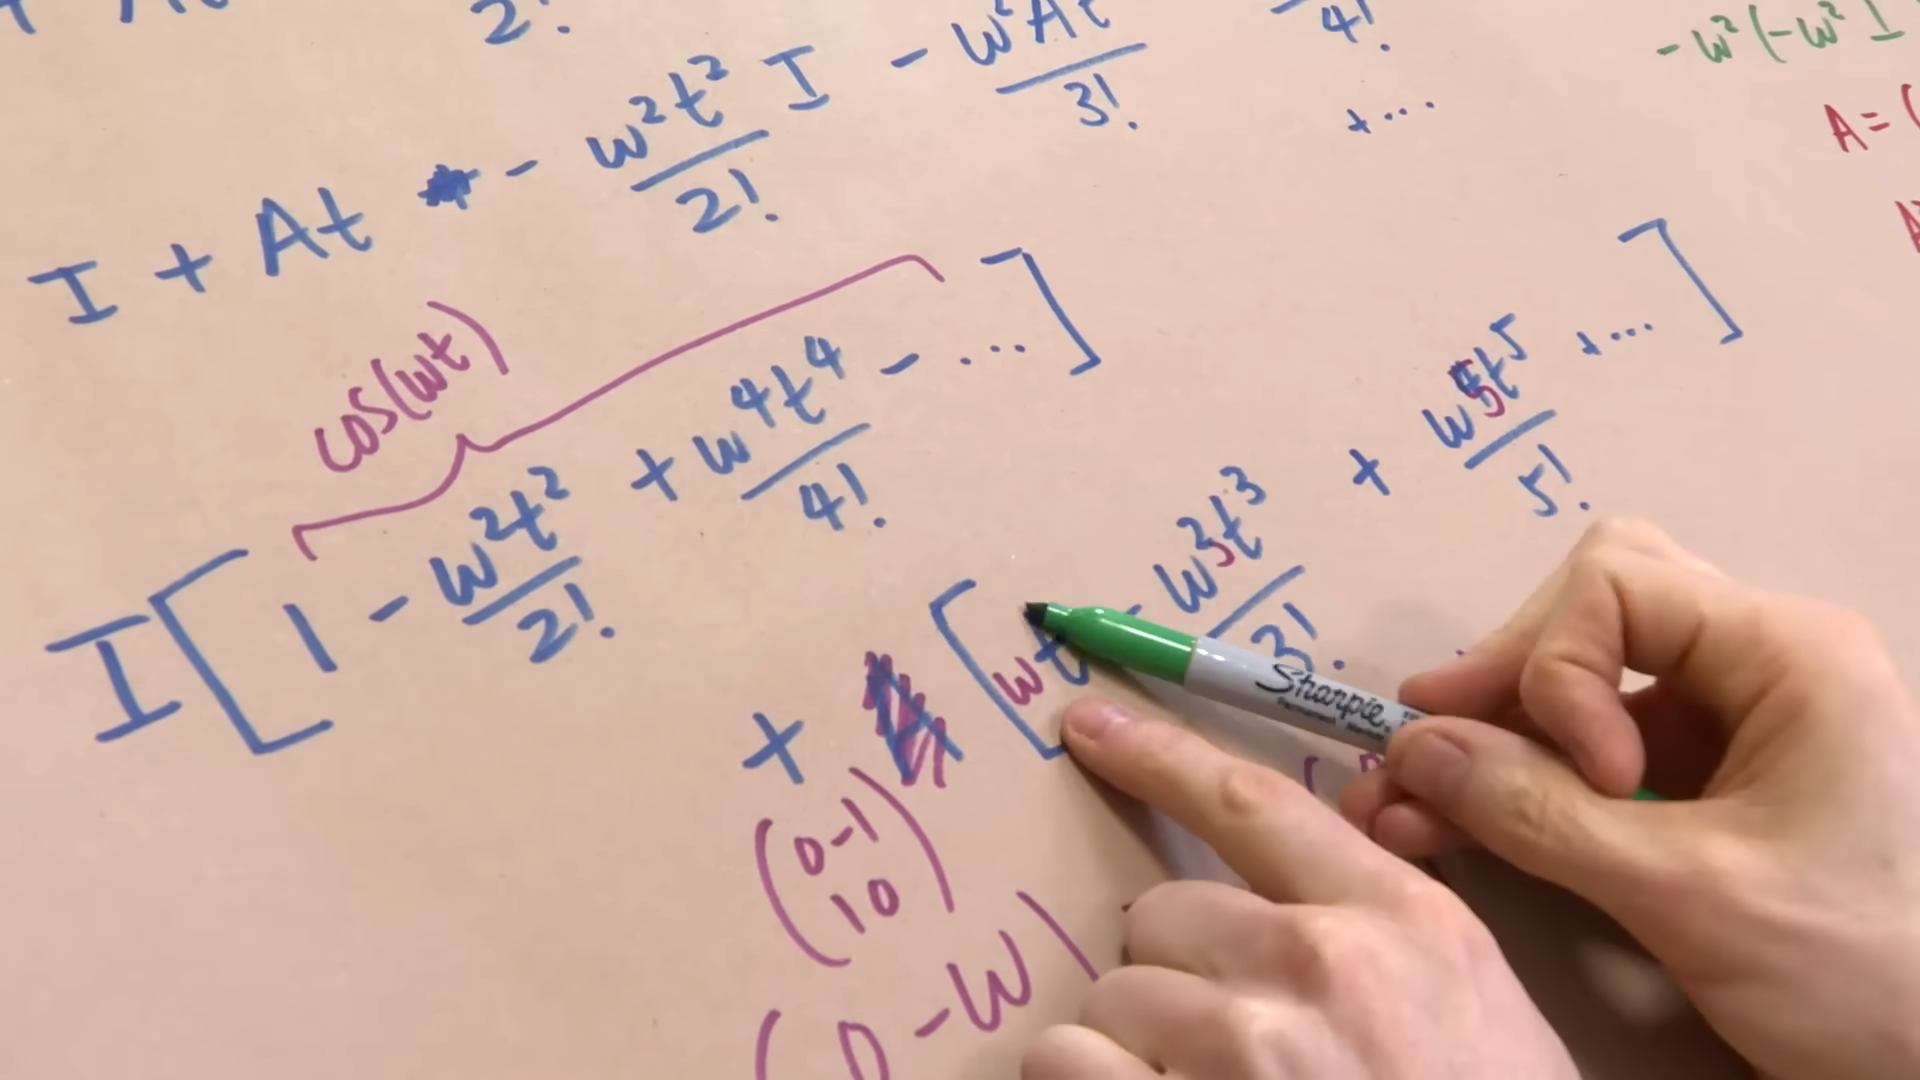 2!
4!
I + At - w²t²/2! I - w²At/3! +...
-w²(-w² I
A= (
cos(wt)
I[1 - w²t²/2! + w⁴t⁴/4! - ...]
+ [wt - w³t³/3! + w⁵t⁵/5! +...]
(0 -1
1 0)
(0 -w)
Sharpie